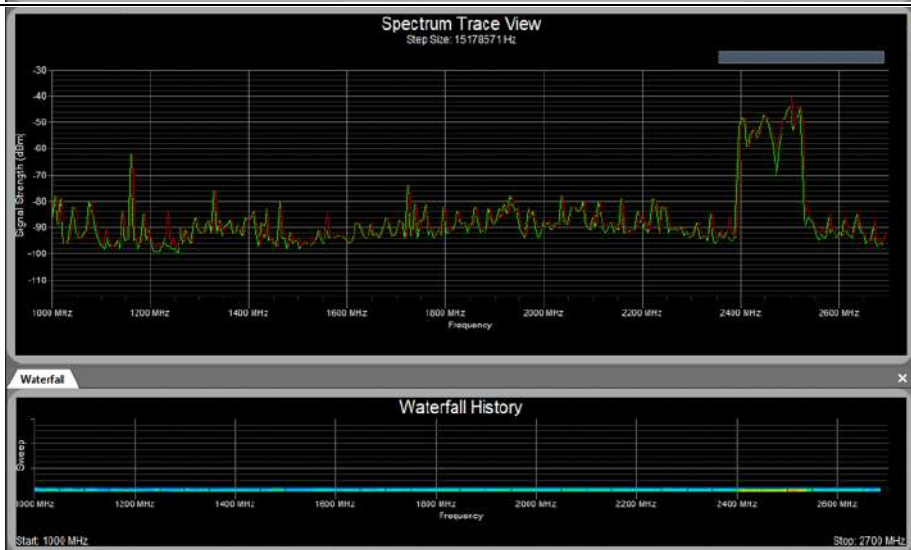 Spectrum Trace View
Step Size: 15178571 Hz
-30
-40
-50
-60
-70
-80
-90
-100
-110
Signal Strength (dBm)
1000 MHz 1200 MHz 1400 MHz 1600 MHz 1800 MHz 2000 MHz 2200 MHz 2400 MHz 2600 MHz
Frequency
Waterfall
Waterfall History
Sweep
1000 MHz 1200 MHz 1400 MHz 1600 MHz 1800 MHz 2000 MHz 2200 MHz 2400 MHz 2600 MHz
Frequency
Start: 1000 MHz Stop: 2700 MHz